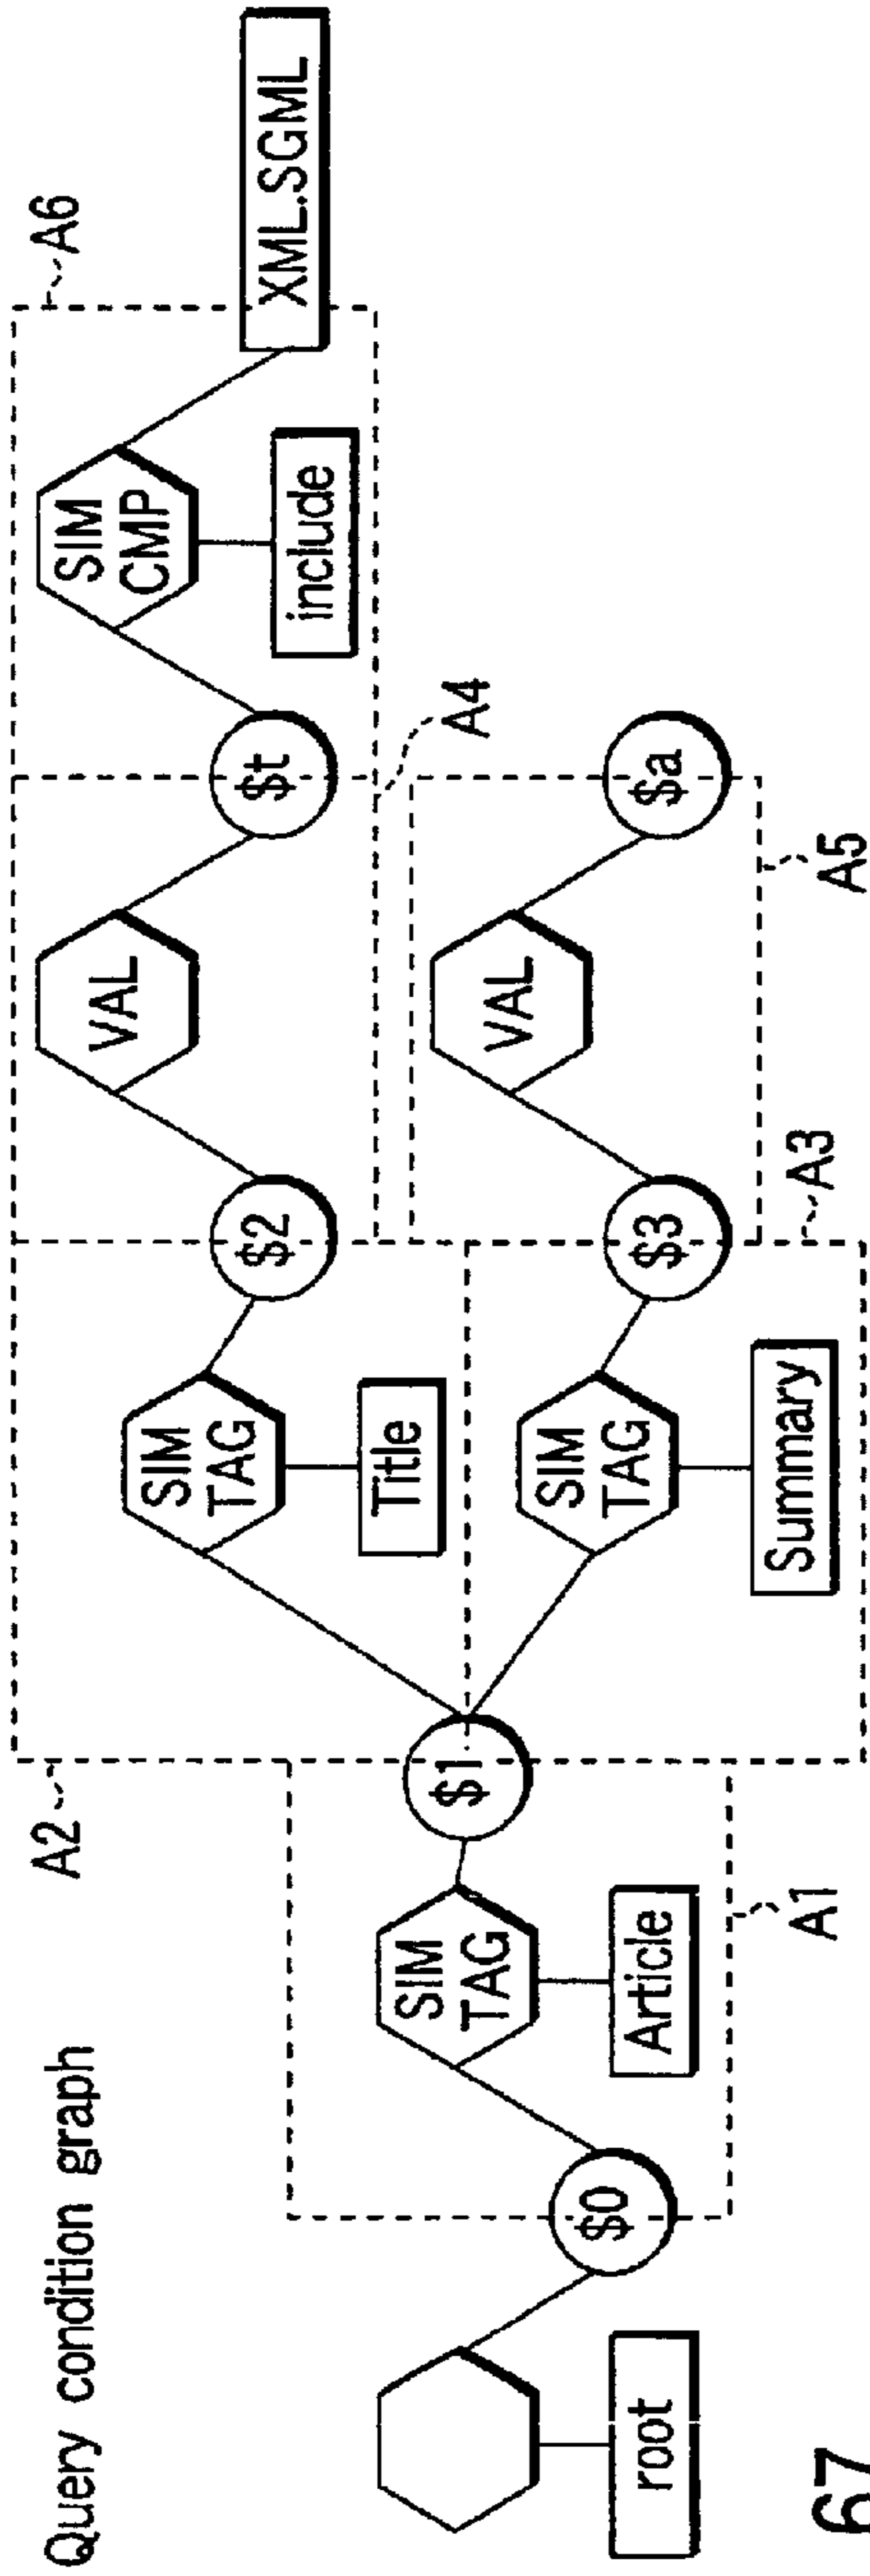 Query condition graph
A2
A6
SIM
TAG
Title
$2
VAL
$t
SIM
CMP
include
XML.SGML
A4
root
$0
SIM
TAG
Article
$1
A1
SIM
TAG
Summary
$3
A3
VAL
$a
A5
67